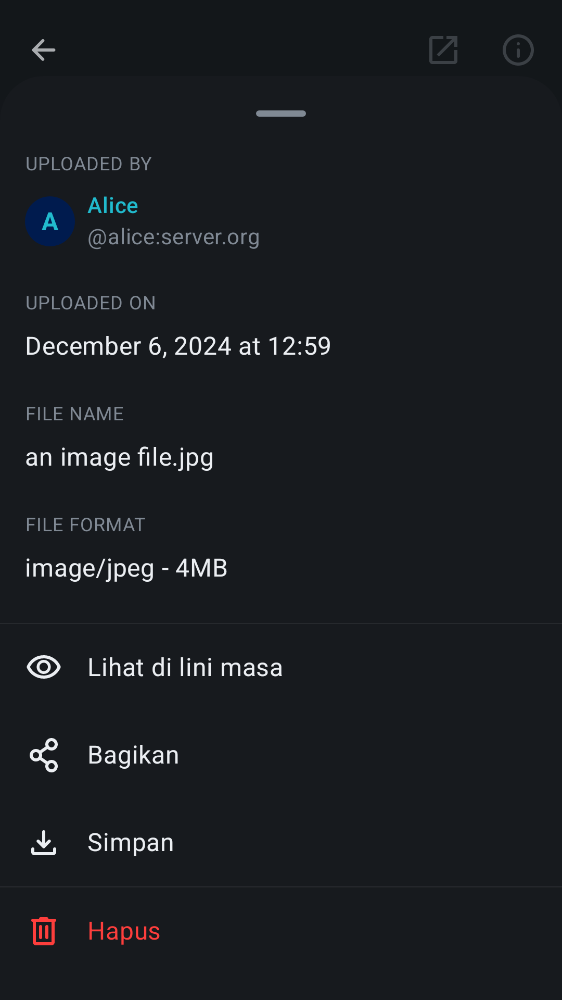 UPLOADED BY
A
Alice
@alice:server.org
UPLOADED ON
December 6, 2024 at 12:59
FILE NAME
an image file.jpg
FILE FORMAT
image/jpeg - 4MB
Lihat di lini masa
Bagikan
Simpan
Hapus